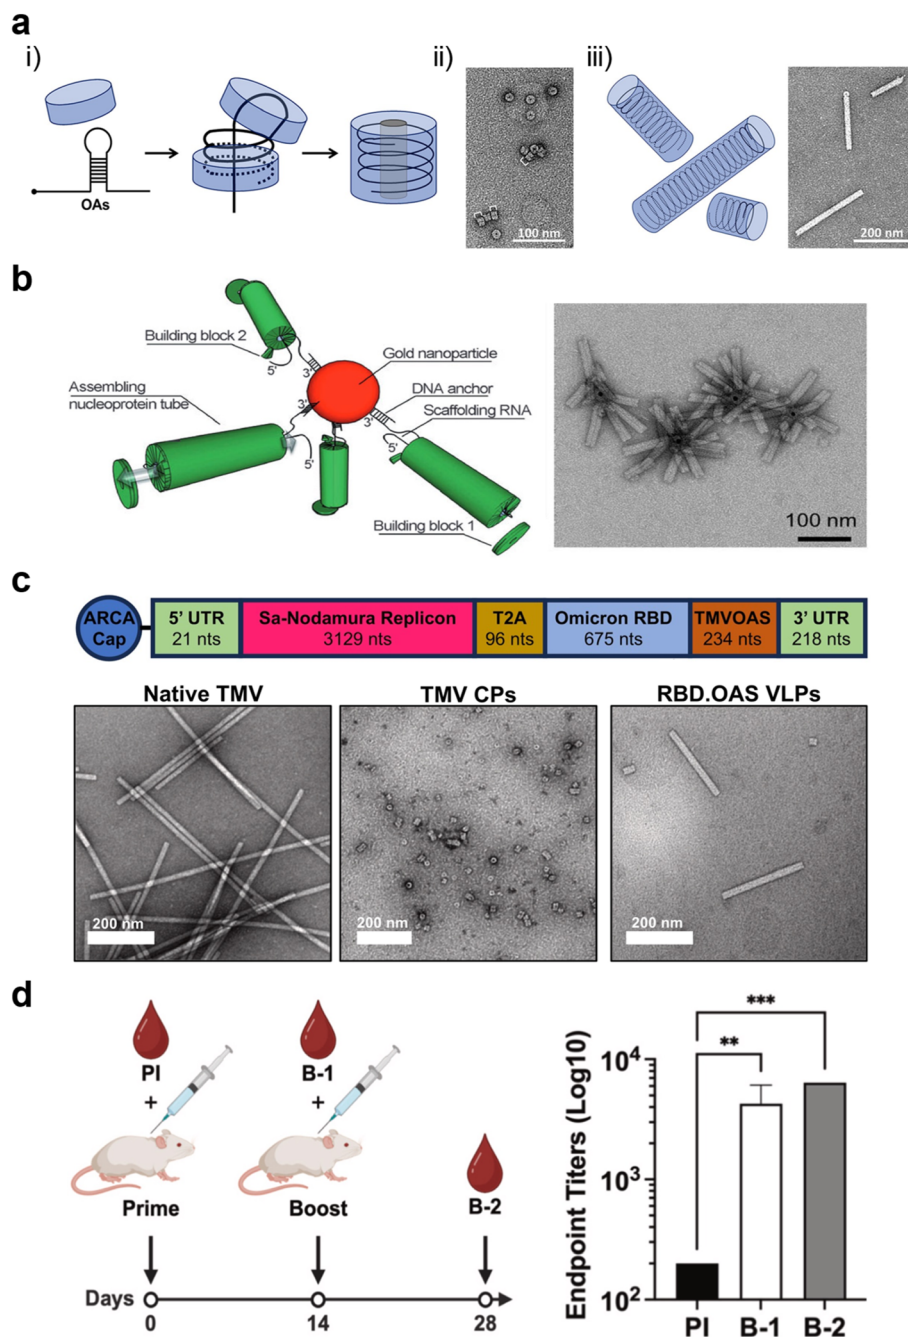 a
i)
ii)
iii)
OAs
100 nm
200 nm
b
Building block 2
5'
3'
Gold nanoparticle
Assembling
nucleoprotein tube
3'
DNA anchor
Scaffolding RNA
5'
5'
Building block 1
100 nm
c
ARCA
Cap
5’ UTR
21 nts
Sa-Nodamura Replicon
3129 nts
T2A
96 nts
Omicron RBD
675 nts
TMVOAS
234 nts
3’ UTR
218 nts
Native TMV
TMV CPs
RBD.OAS VLPs
200 nm
200 nm
200 nm
d
PI
+
Prime
B-1
+
Boost
B-2
Days
0
14
28
Endpoint Titers (Log10)
10⁴
10³
10²
**
***
PI
B-1
B-2